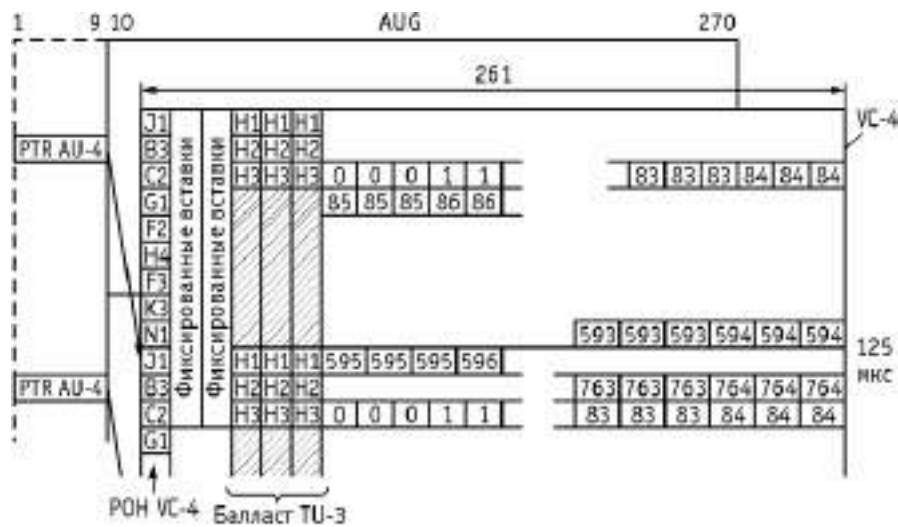 1 9 10 AUG 270
261
VC-4
J1 H1 H1 H1
PTR AU-4 B3 H2 H2 H2
C2 H3 H3 H3 0 0 0 1 1 83 83 83 84 84 84
G1 85 85 85 86 86
F2
H4
F3
K3
N1 593 593 593 594 594 594
Фиксированные вставки
Фиксированные вставки
J1 H1 H1 H1 595 595 595 596
125
мкс
PTR AU-4 B3 H2 H2 H2 763 763 763 764 764 764
C2 H3 H3 H3 0 0 0 1 1 83 83 83 84 84 84
G1
POH VC-4
Балласт TU-3